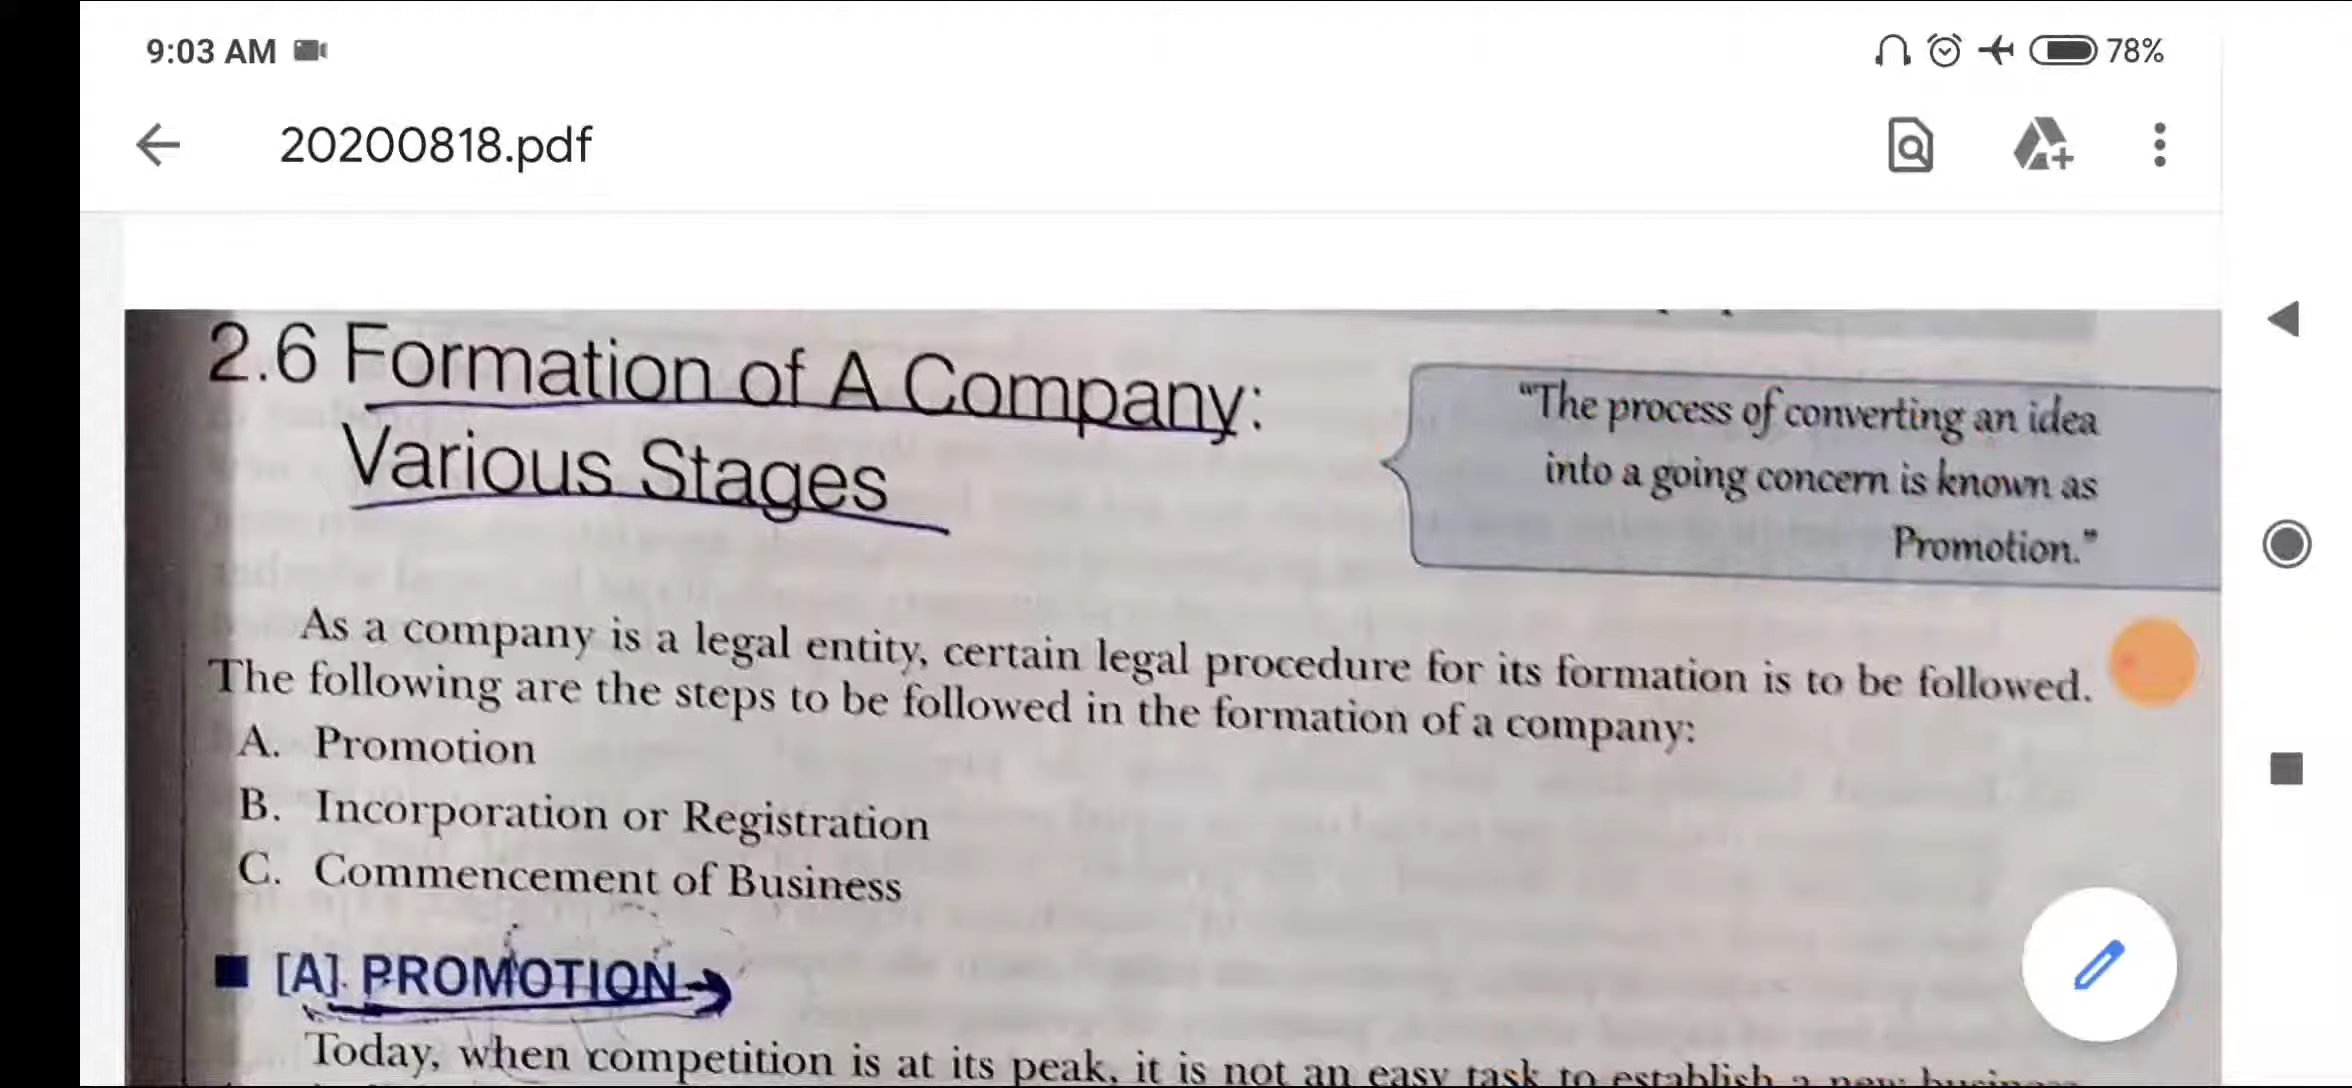 9:03 AM
78%
20200818.pdf
2.6 Formation of A Company:
Various Stages
"The process of converting an idea
into a going concern is known as
Promotion."
As a company is a legal entity, certain legal procedure for its formation is to be followed.
The following are the steps to be followed in the formation of a company:
A. Promotion
B. Incorporation or Registration
C. Commencement of Business
[A]. PROMOTION
Today, when competition is at its peak, it is not an easy task to establish a new